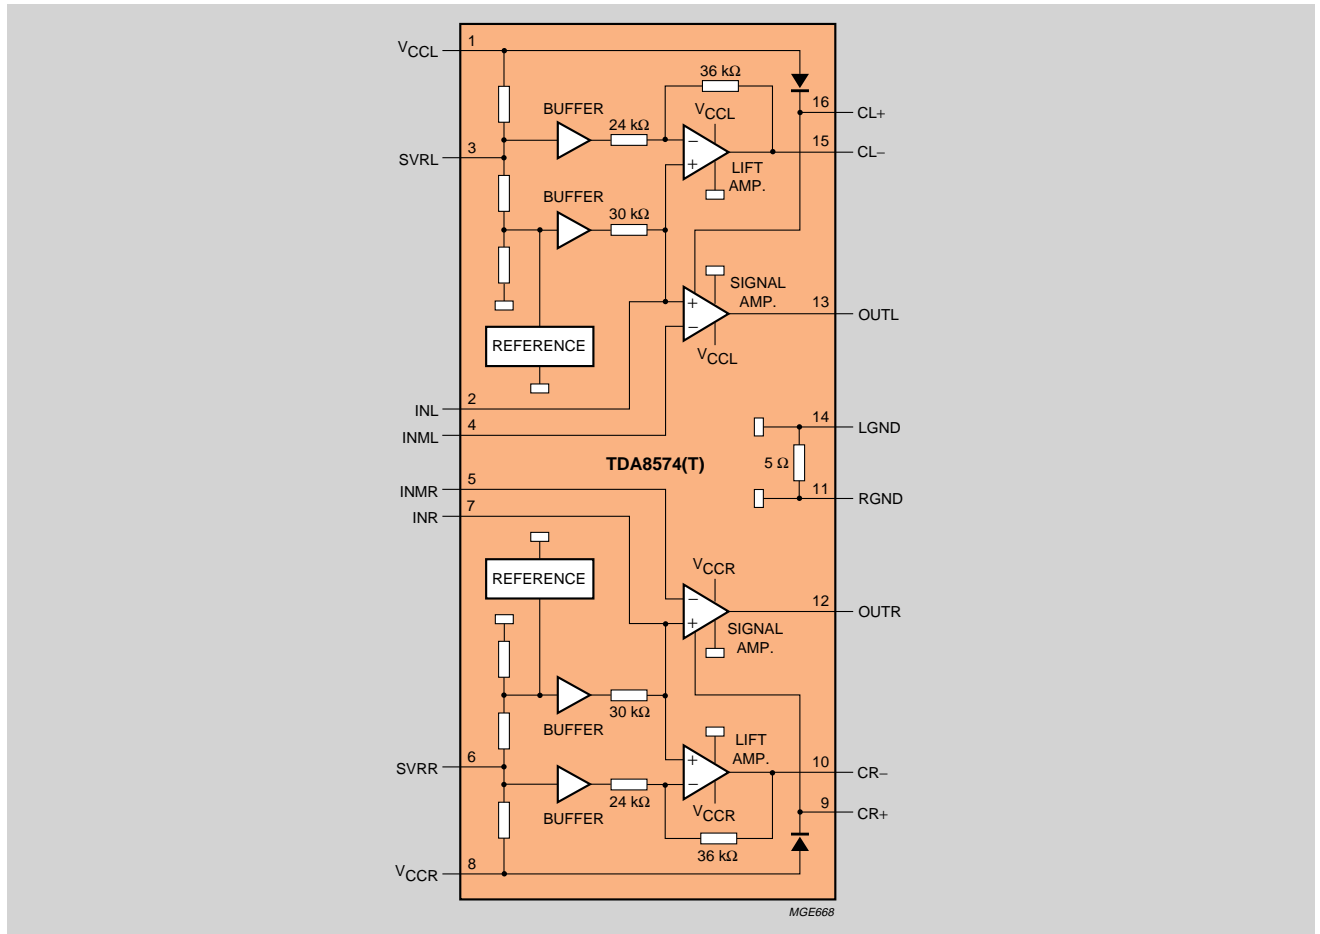 VCCL 1
36 kΩ
16 CL+
BUFFER
24 kΩ
VCCL
−
+
15 CL−
LIFT
AMP.
SVRL 3
BUFFER
30 kΩ
SIGNAL
AMP.
+
−
13 OUTL
REFERENCE
VCCL
INL 2
INML 4
14 LGND
5 Ω
TDA8574(T)
11 RGND
INMR 5
INR 7
REFERENCE
VCCR
−
+
12 OUTR
SIGNAL
AMP.
30 kΩ
BUFFER
LIFT
AMP.
+
−
10 CR−
SVRR 6
24 kΩ
BUFFER
VCCR
9 CR+
36 kΩ
VCCR 8
MGE668